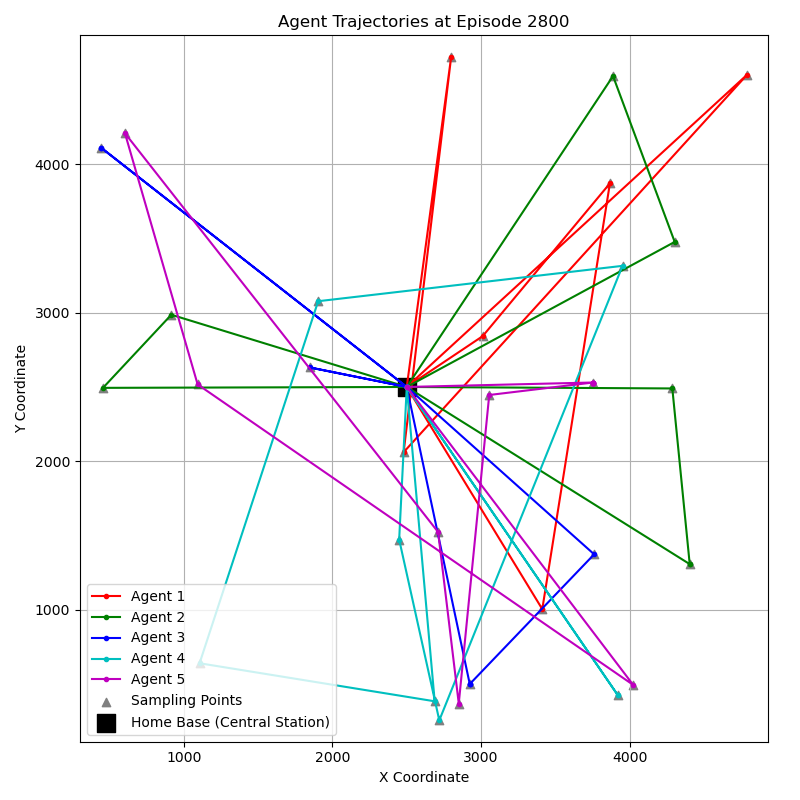 Agent Trajectories at Episode 2800
Y Coordinate
4000
3000
2000
1000
Agent 1
Agent 2
Agent 3
Agent 4
Agent 5
Sampling Points
Home Base (Central Station)
1000 2000 3000 4000
X Coordinate